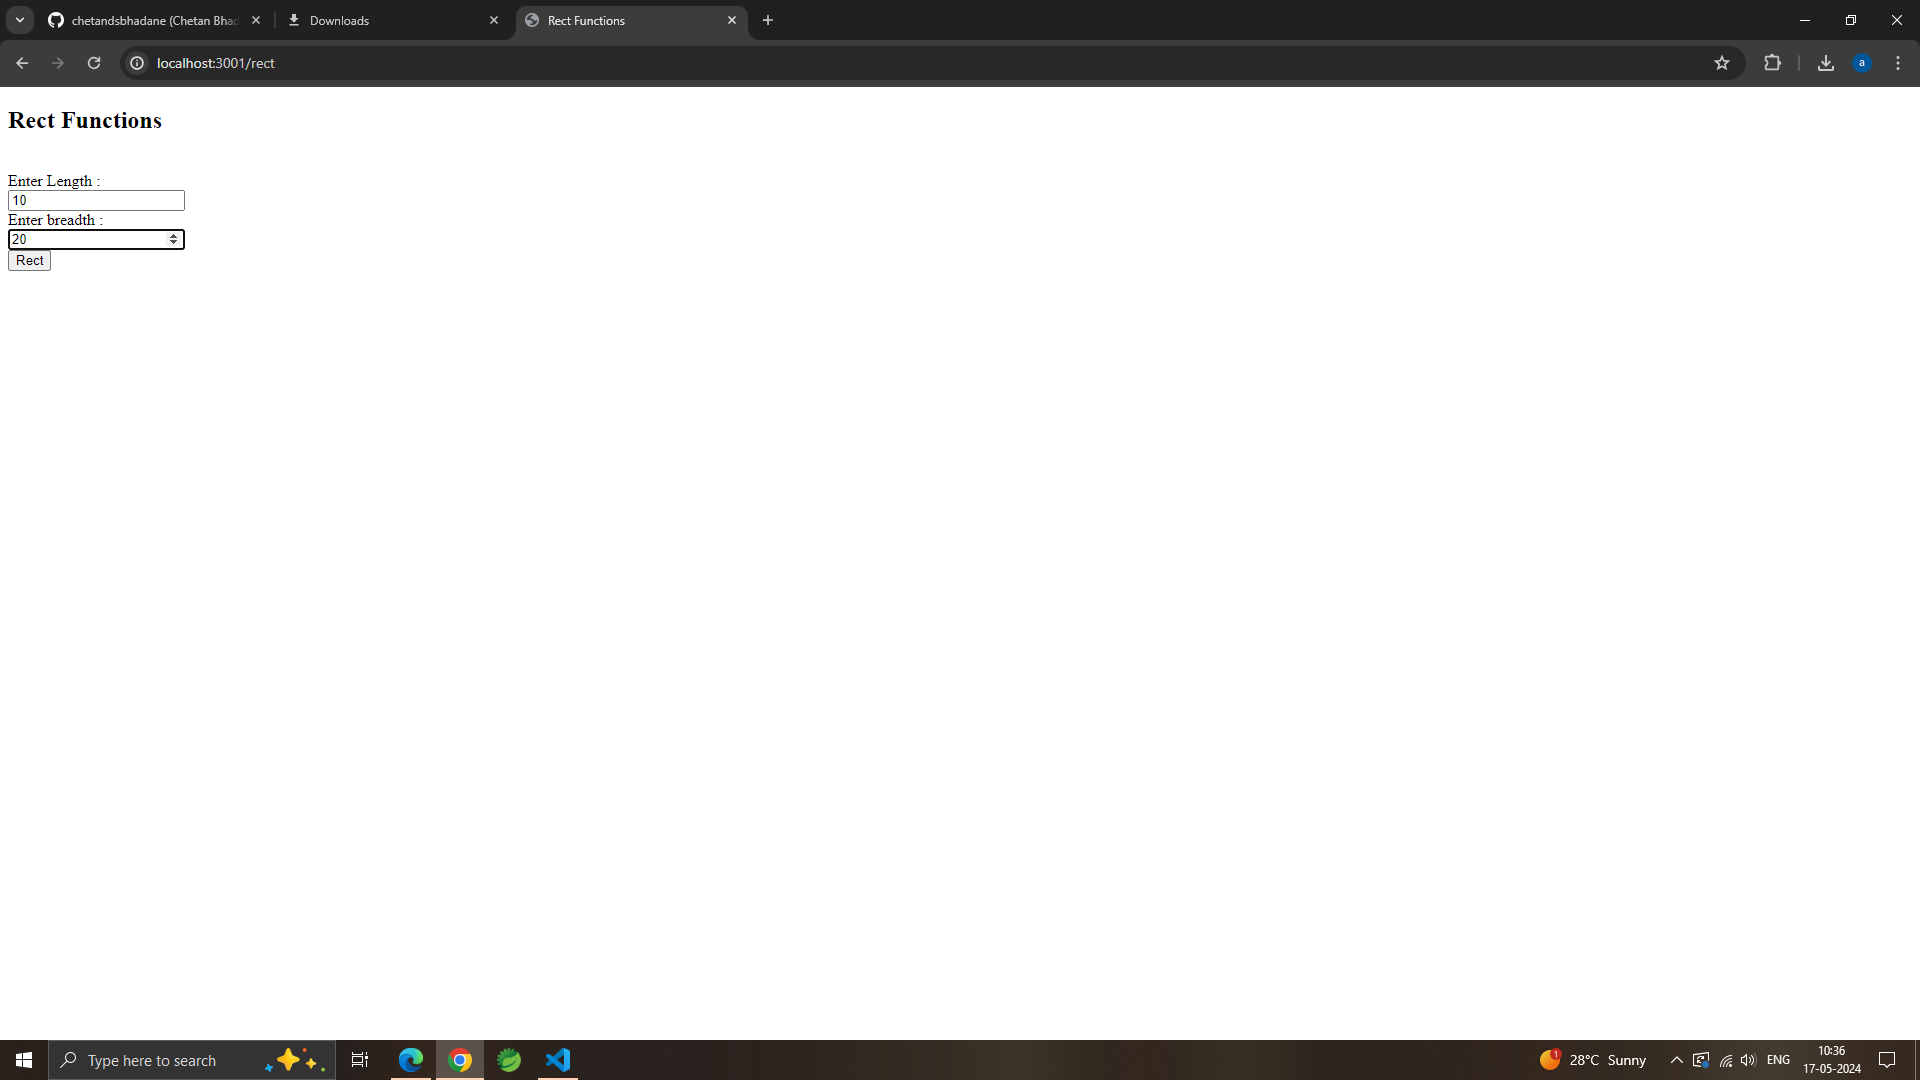 chetandsbhadane (Chetan Bhad
Downloads
Rect Functions
localhost:3001/rect
a
Rect Functions
Enter Length :
10
Enter breadth :
20
Rect
Type here to search
1
28°C Sunny
ENG
10:36
17-05-2024